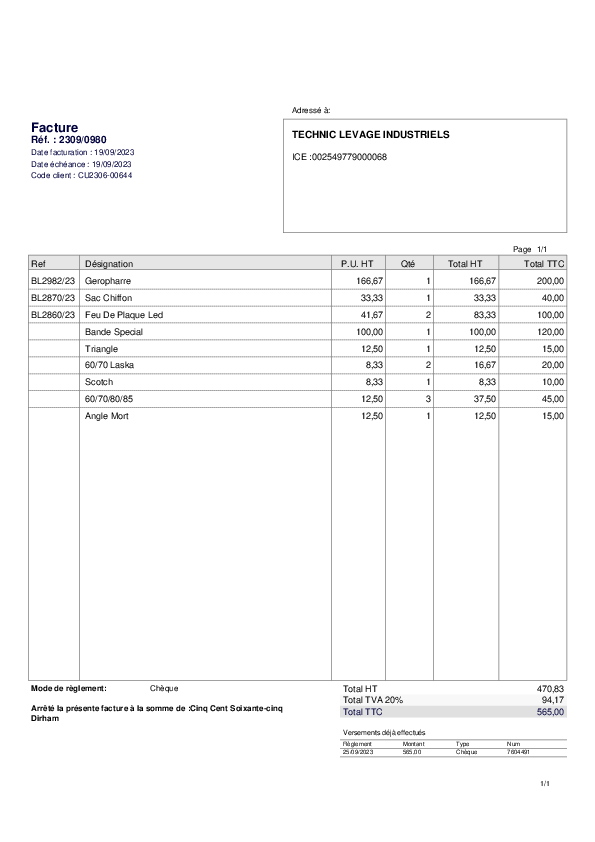 Adressé à:
Facture
Réf. : 2309/0980
Date facturation : 19/09/2023
Date échéance : 19/09/2023
Code client : CU2306-00644
TECHNIC LEVAGE INDUSTRIELS
ICE :002549779000068
Page 1/1
Ref Désignation P.U. HT Qté Total HT Total TTC
BL2982/23 Geropharre 166,67 1 166,67 200,00
BL2870/23 Sac Chiffon 33,33 1 33,33 40,00
BL2860/23 Feu De Plaque Led 41,67 2 83,33 100,00
Bande Special 100,00 1 100,00 120,00
Triangle 12,50 1 12,50 15,00
60/70 Laska 8,33 2 16,67 20,00
Scotch 8,33 1 8,33 10,00
60/70/80/85 12,50 3 37,50 45,00
Angle Mort 12,50 1 12,50 15,00
Mode de règlement: Chèque
Arrêté la présente facture à la somme de :Cinq Cent Soixante-cinq
Dirham
Total HT 470,83
Total TVA 20% 94,17
Total TTC 565,00
Versements déjà effectués
Règlement Montant Type Num
25/09/2023 565,00 Chèque 7604491
1/1